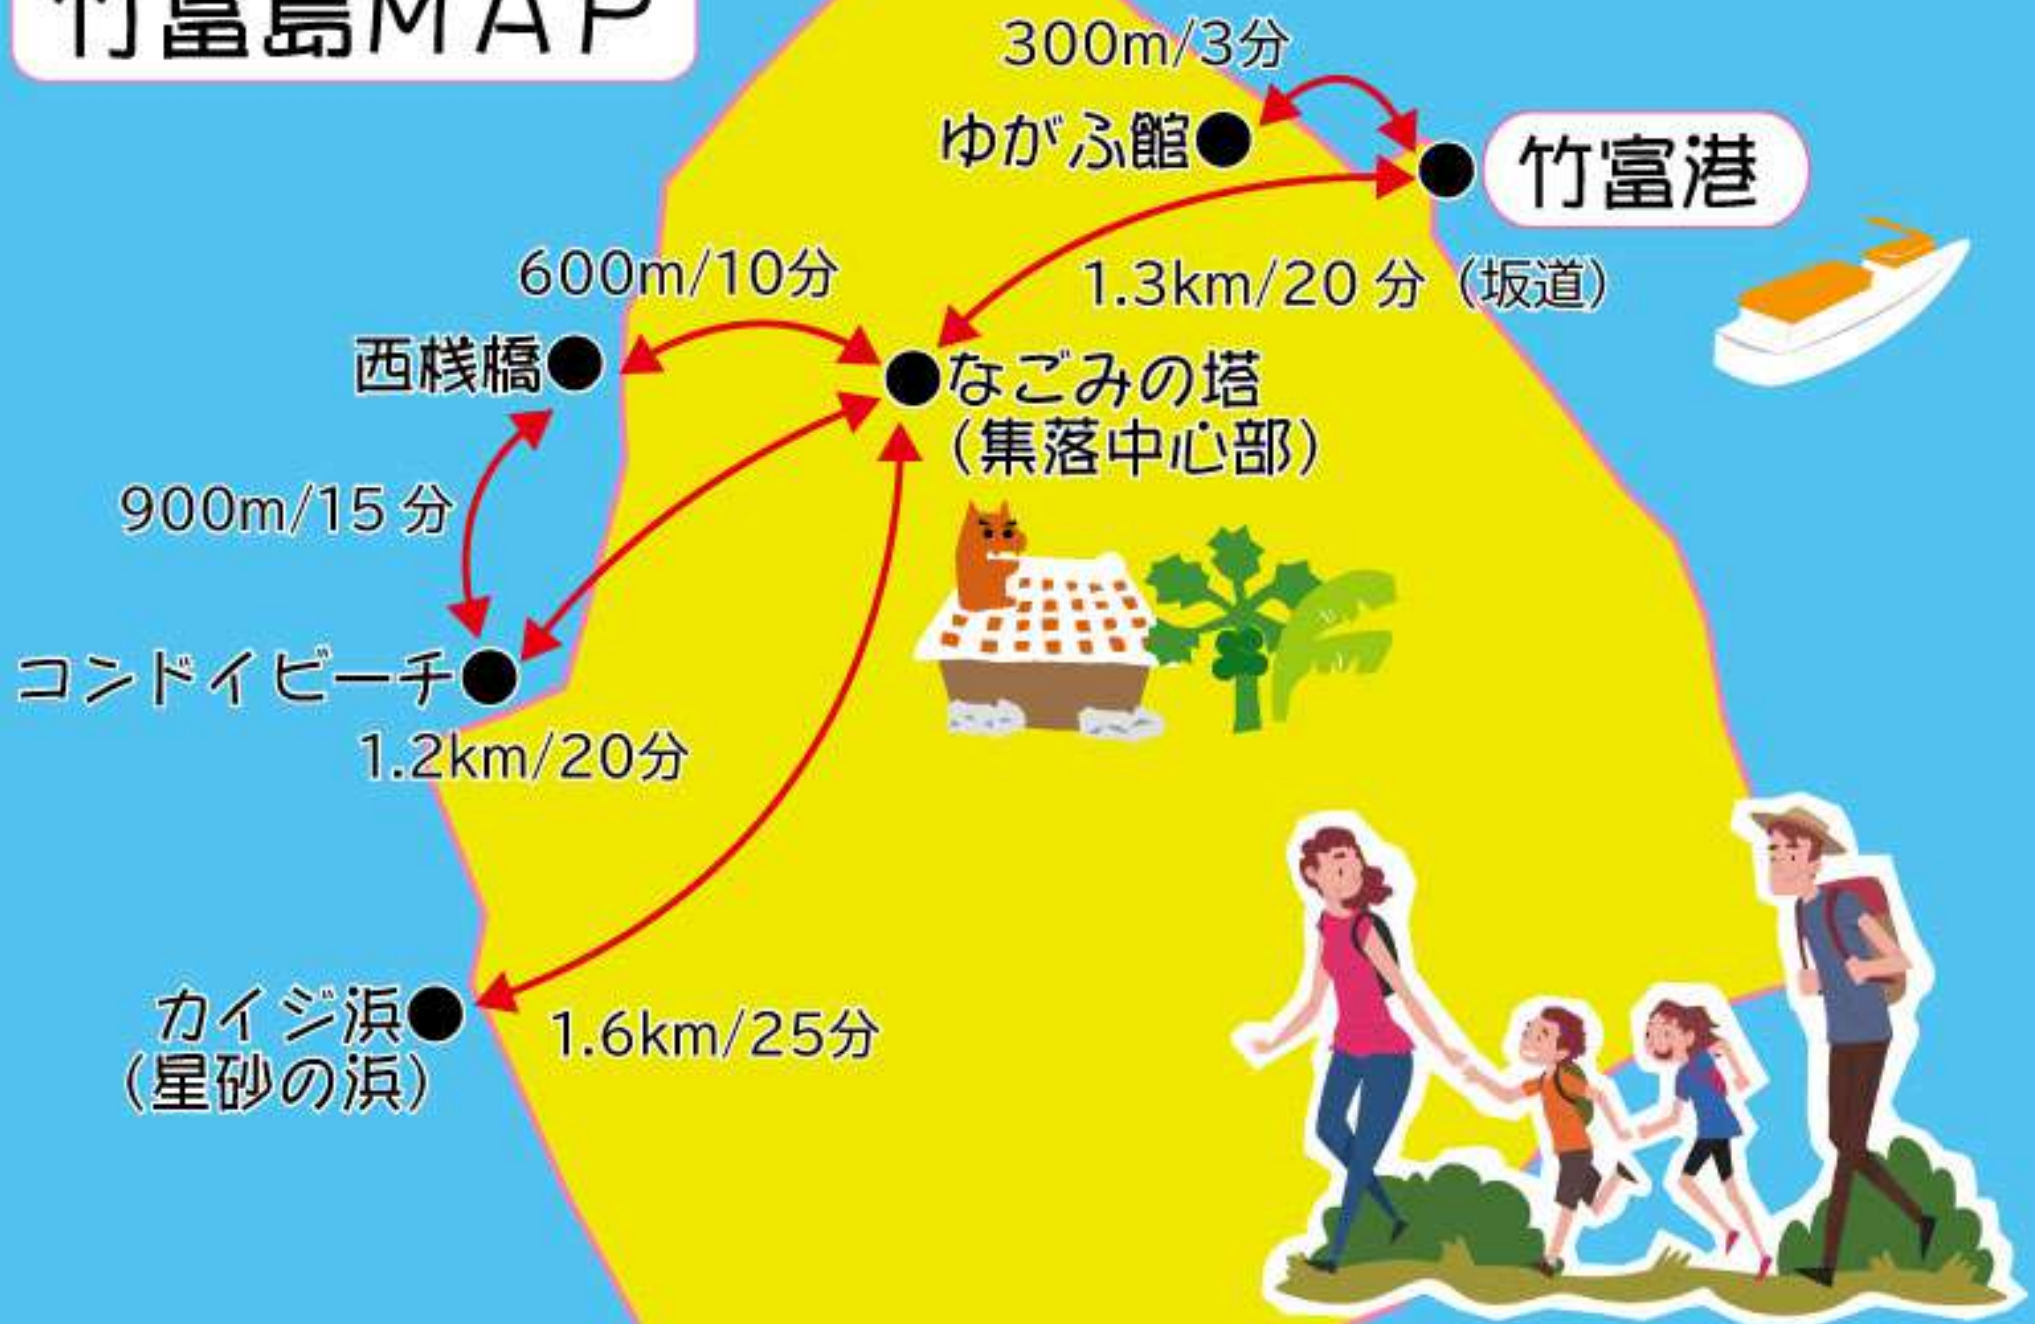 竹富島MAP
300m/3分
ゆがふ館
竹富港
600m/10分
1.3km/20分(坂道)
西桟橋
なごみの塔
(集落中心部)
900m/15分
コンドイビーチ
1.2km/20分
カイジ浜
(星砂の浜)
1.6km/25分